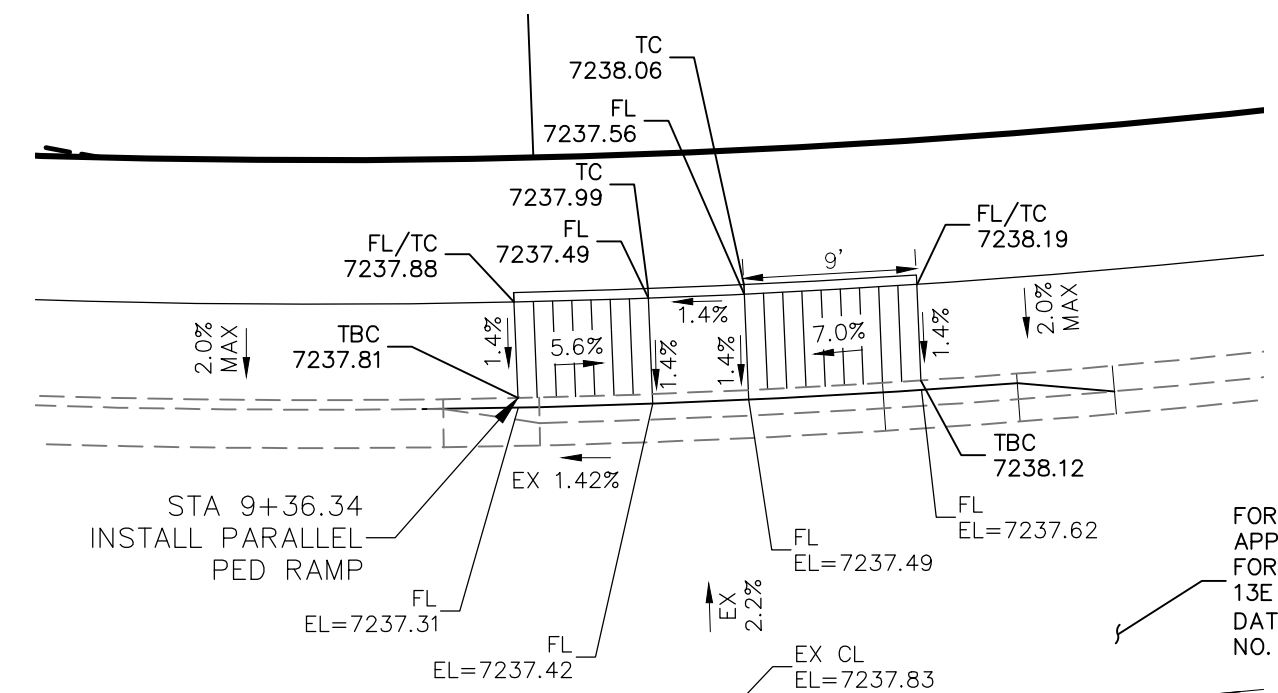 TC
7238.06
FL
7237.56
TC
7237.99
FL
7237.49
FL/TC
7237.88
FL/TC
7238.19
9'
2.0%
MAX
TBC
7237.81
1.4%
5.6%
1.4%
1.4%
1.4%
7.0%
1.4%
2.0%
MAX
TBC
7238.12
EX 1.42%
STA 9+36.34
INSTALL PARALLEL
PED RAMP
FL
EL=7237.62
FL
EL=7237.49
FL
EL=7237.31
FL
EL=7237.42
EX
2.2%
EX CL
EL=7237.83
FOR
APP
FOR
13E
DAT
NO.